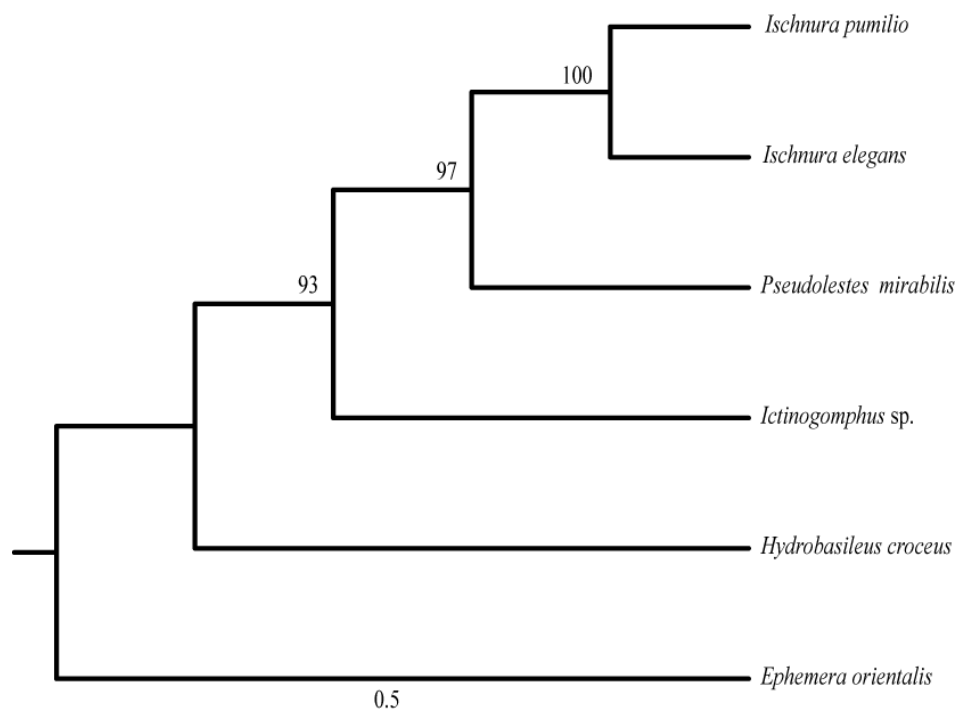 Ischnura pumilio
100
Ischnura elegans
97
Pseudolestes mirabilis
93
Ictinogomphus sp.
Hydrobasileus croceus
Ephemera orientalis
0.5